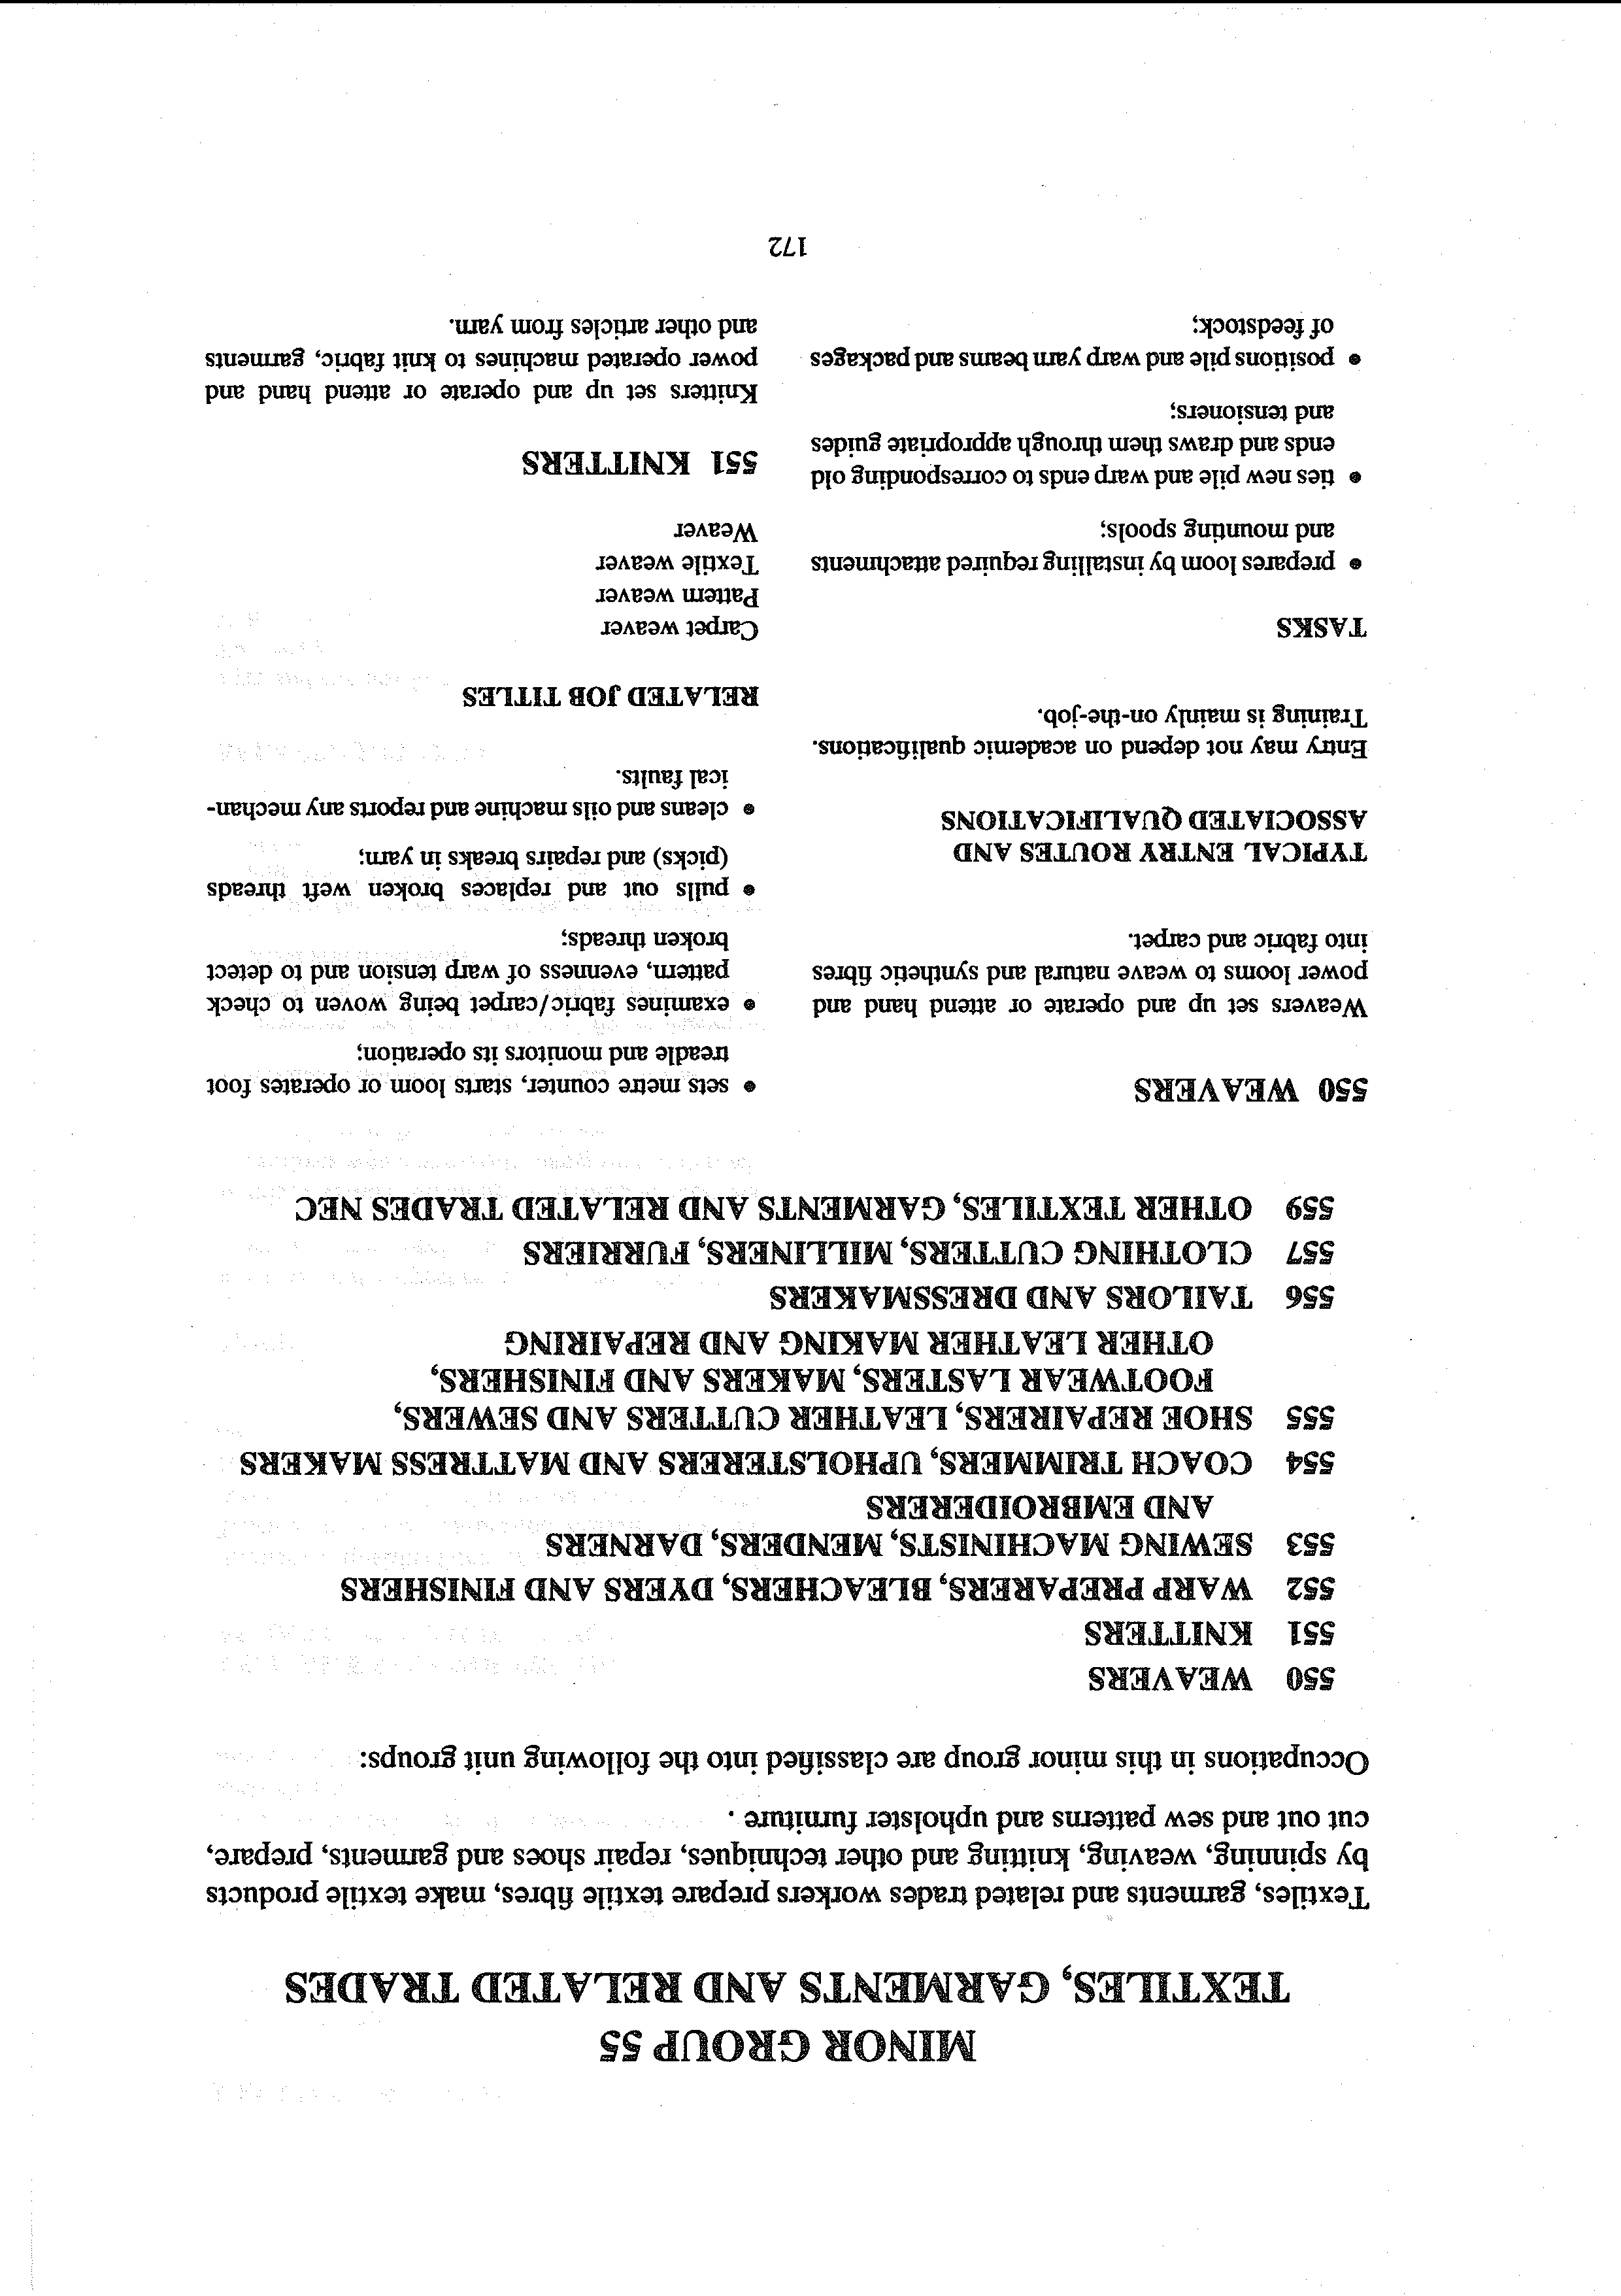 MINOR GROUP 55
TEXTILES, GARMENTS AND RELATED TRADES
Textiles, garments and related trades workers prepare textile fibres, make textile products
by spinning, weaving, knitting and other techniques, repair shoes and garments, prepare,
cut out and sew patterns and upholster furniture .
Occupations in this minor group are classified into the following unit groups:
550 WEAVERS
551 KNITTERS
552 WARP PREPARERS, BLEACHERS, DYERS AND FINISHERS
553 SEWING MACHINISTS, MENDERS, DARNERS
AND EMBROIDERERS
554 COACH TRIMMERS, UPHOLSTERERS AND MATTRESS MAKERS
555 SHOE REPAIRERS, LEATHER CUTTERS AND SEWERS,
FOOTWEAR LASTERS, MAKERS AND FINISHERS,
OTHER LEATHER MAKING AND REPAIRING
556 TAILORS AND DRESSMAKERS
557 CLOTHING CUTTERS, MILLINERS, FURRIERS
559 OTHER TEXTILES, GARMENTS AND RELATED TRADES NEC
550 WEAVERS
Weavers set up and operate or attend hand and
power looms to weave natural and synthetic fibres
into fabric and carpet.
TYPICAL ENTRY ROUTES AND
ASSOCIATED QUALIFICATIONS
Entry may not depend on academic qualifications.
Training is mainly on-the-job.
TASKS
• prepares loom by installing required attachments
and mounting spools;
• ties new pile and warp ends to corresponding old
ends and draws them through appropriate guides
and tensioners;
• positions pile and warp yarn beams and packages
of feedstock;
• sets metre counter, starts loom or operates foot
treadle and monitors its operation;
• examines fabric/carpet being woven to check
pattern, evenness of warp tension and to detect
broken threads;
• pulls out and replaces broken weft threads
(picks) and repairs breaks in yarn;
• cleans and oils machine and reports any mechan-
ical faults.
RELATED JOB TITLES
Carpet weaver
Pattern weaver
Textile weaver
Weaver
551 KNITTERS
Knitters set up and operate or attend hand and
power operated machines to knit fabric, garments
and other articles from yarn.
172